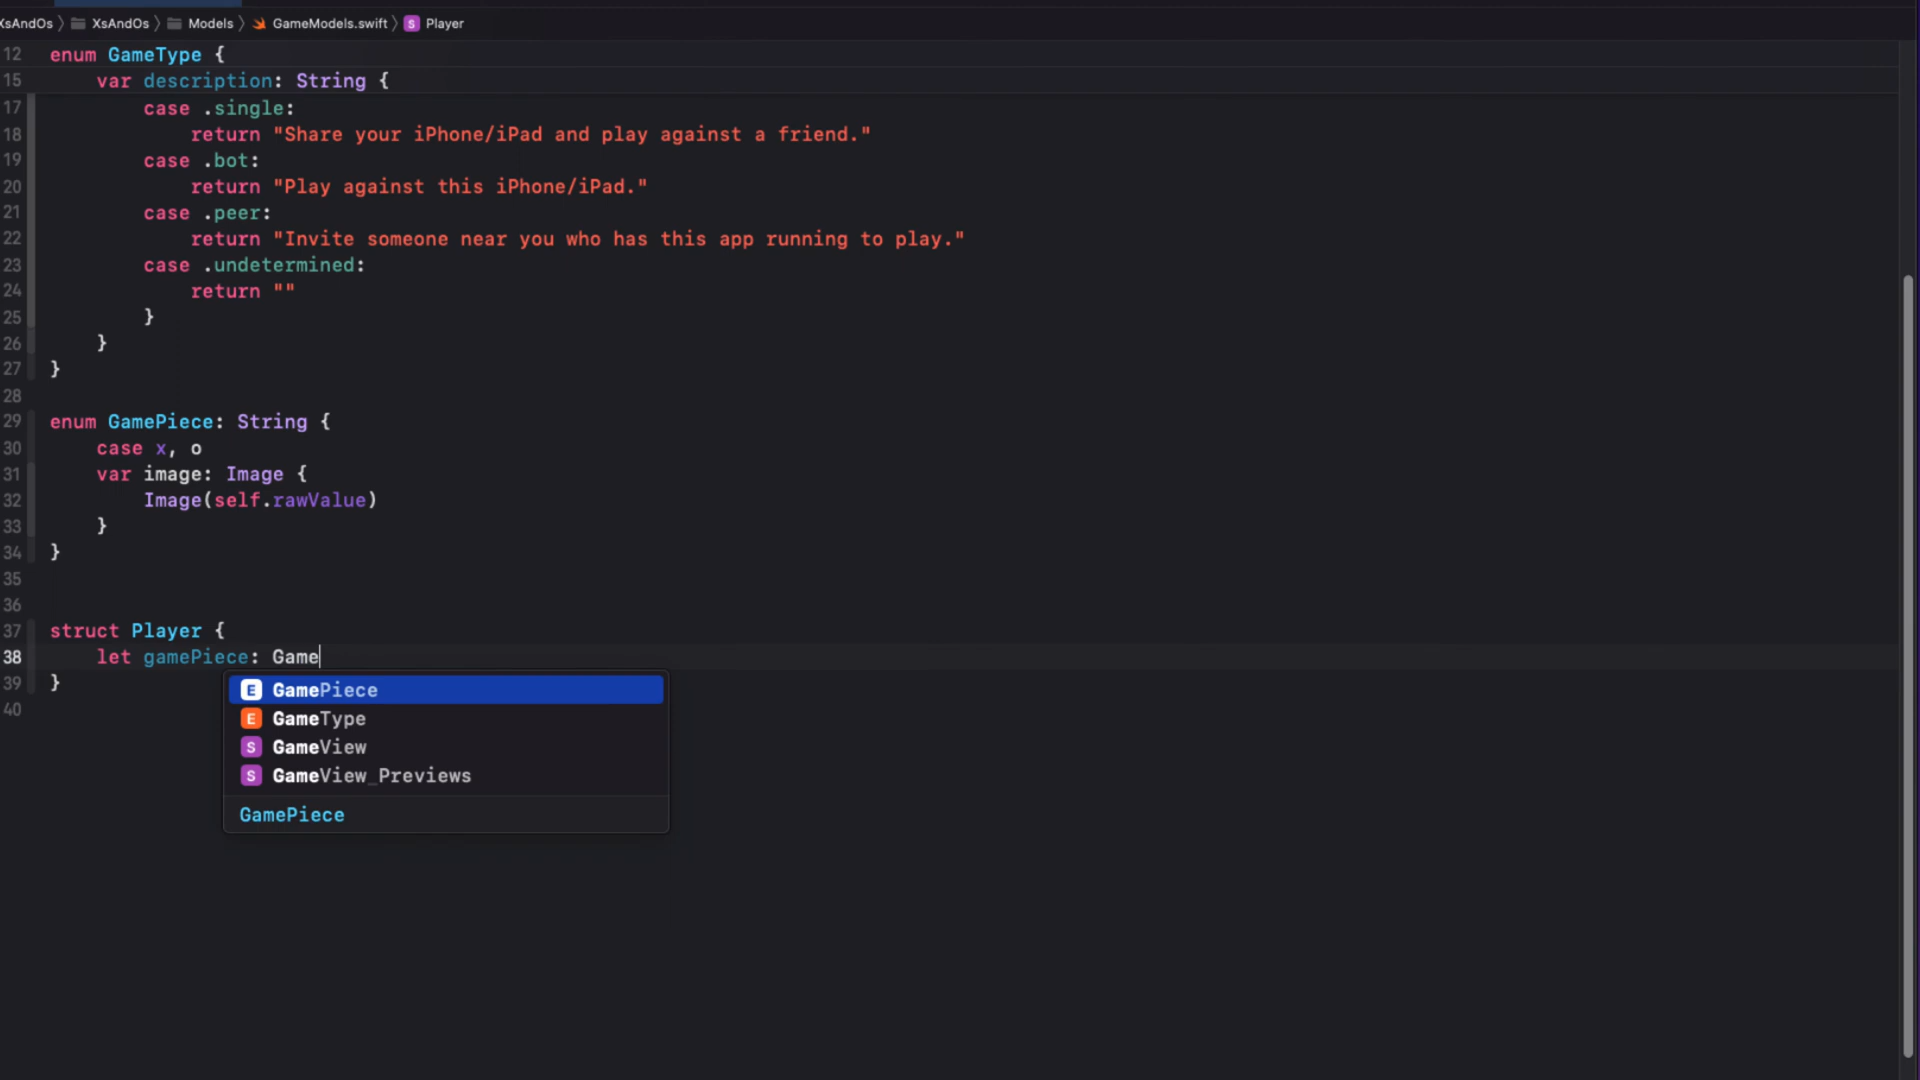 XsAndOs 〉 XsAndOs 〉 Models 〉 GameModels.swift 〉 S Player
12 enum GameType {
15     var description: String {
17         case .single:
18             return "Share your iPhone/iPad and play against a friend."
19         case .bot:
20             return "Play against this iPhone/iPad."
21         case .peer:
22             return "Invite someone near you who has this app running to play."
23         case .undetermined:
24             return ""
25         }
26     }
27 }
28
29 enum GamePiece: String {
30     case x, o
31     var image: Image {
32         Image(self.rawValue)
33     }
34 }
35
36
37 struct Player {
38     let gamePiece: Game
39 }
40
E GamePiece
E GameType
S GameView
S GameView_Previews
GamePiece